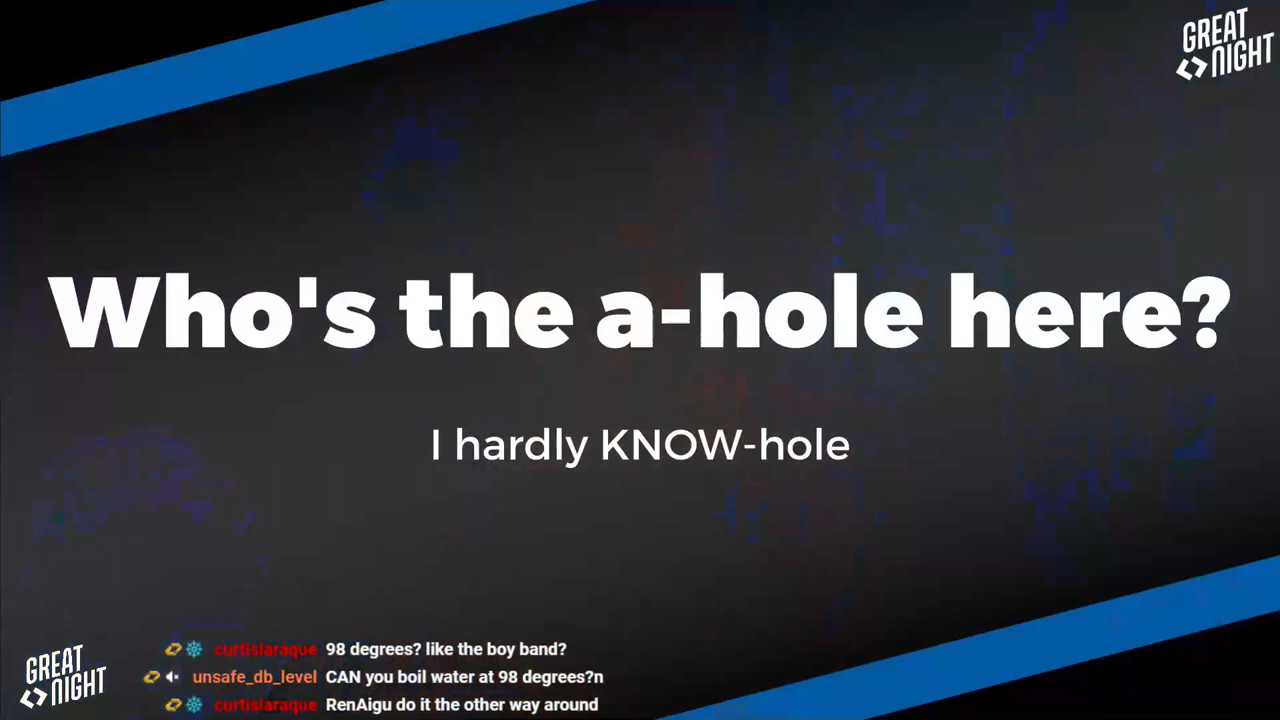 GREAT
NIGHT
Who's the a-hole here?
I hardly KNOW-hole
GREAT
NIGHT
curtislaraque 98 degrees? like the boy band?
unsafe_db_level CAN you boil water at 98 degrees?n
curtislaraque RenAigu do it the other way around